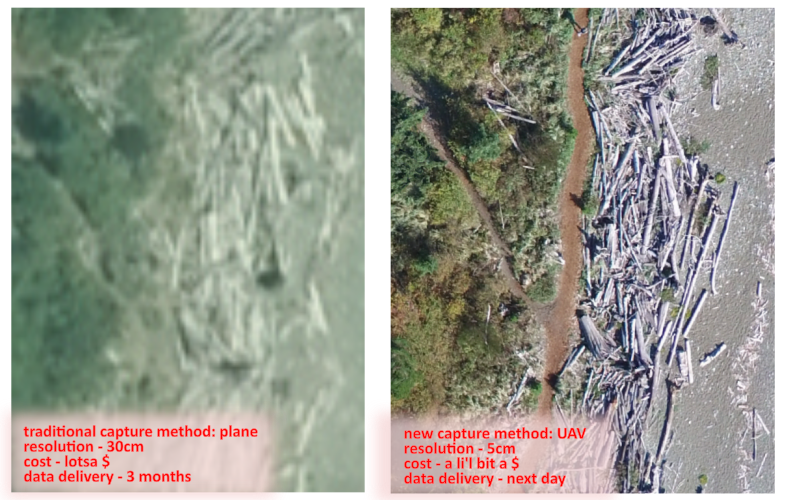 traditional capture method: plane
resolution - 30cm
cost - lotsa $
data delivery - 3 months
new capture method: UAV
resolution - 5cm
cost - a li'l bit a $
data delivery - next day